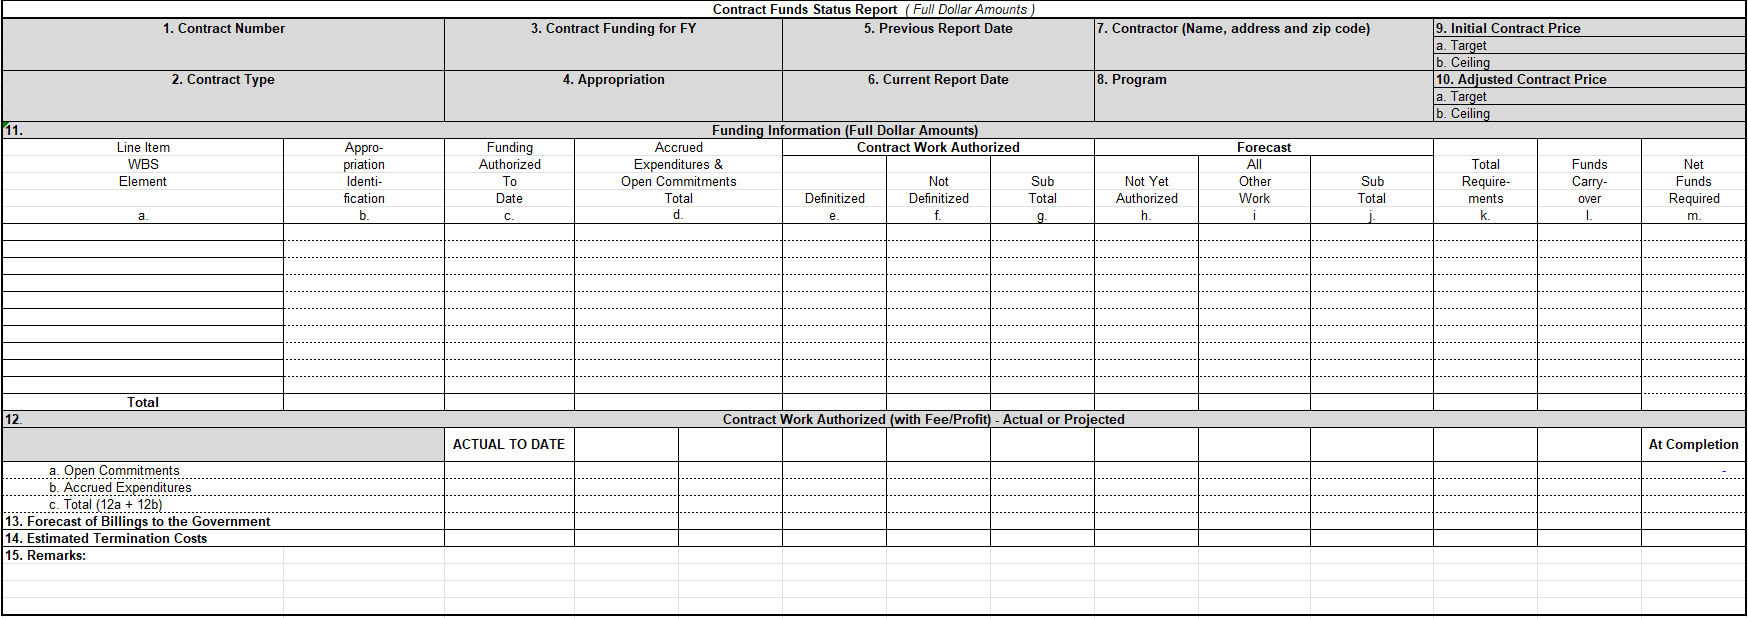 Contract Funds Status Report ( Full Dollar Amounts )
1. Contract Number
3. Contract Funding for FY
5. Previous Report Date
7. Contractor (Name, address and zip code)
9. Initial Contract Price
a. Target
b. Ceiling
2. Contract Type
4. Appropriation
6. Current Report Date
8. Program
10. Adjusted Contract Price
a. Target
b. Ceiling
11.
Funding Information (Full Dollar Amounts)
Line Item
WBS
Element
a.
Appro-
priation
Identi-
fication
b.
Funding
Authorized
To
Date
c.
Accrued
Expenditures &
Open Commitments
Total
d.
Contract Work Authorized
Definitized
e.
Not
Definitized
f.
Sub
Total
g.
Forecast
Not Yet
Authorized
h.
All
Other
Work
i
Sub
Total
j.
Total
Require-
ments
k.
Funds
Carry-
over
l.
Net
Funds
Required
m.
Total
12.
Contract Work Authorized (with Fee/Profit) - Actual or Projected
ACTUAL TO DATE
At Completion
a. Open Commitments
-
b. Accrued Expenditures
c. Total (12a + 12b)
13. Forecast of Billings to the Government
14. Estimated Termination Costs
15. Remarks: